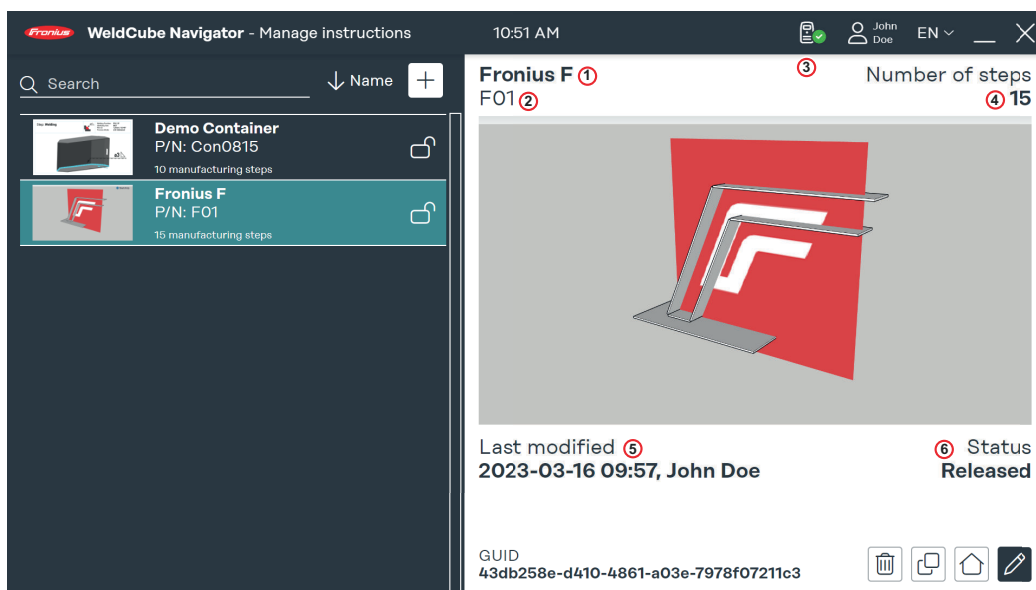 Fronius WeldCube Navigator - Manage instructions 10:51 AM John Doe EN
Search Name
Demo Container
P/N: Con0815
10 manufacturing steps
Fronius F
P/N: F01
15 manufacturing steps
3
Fronius F 1 Number of steps
F01 2 4 15
Last modified 5 6 Status
2023-03-16 09:57, John Doe Released
GUID
43db258e-d410-4861-a03e-7978f07211c3